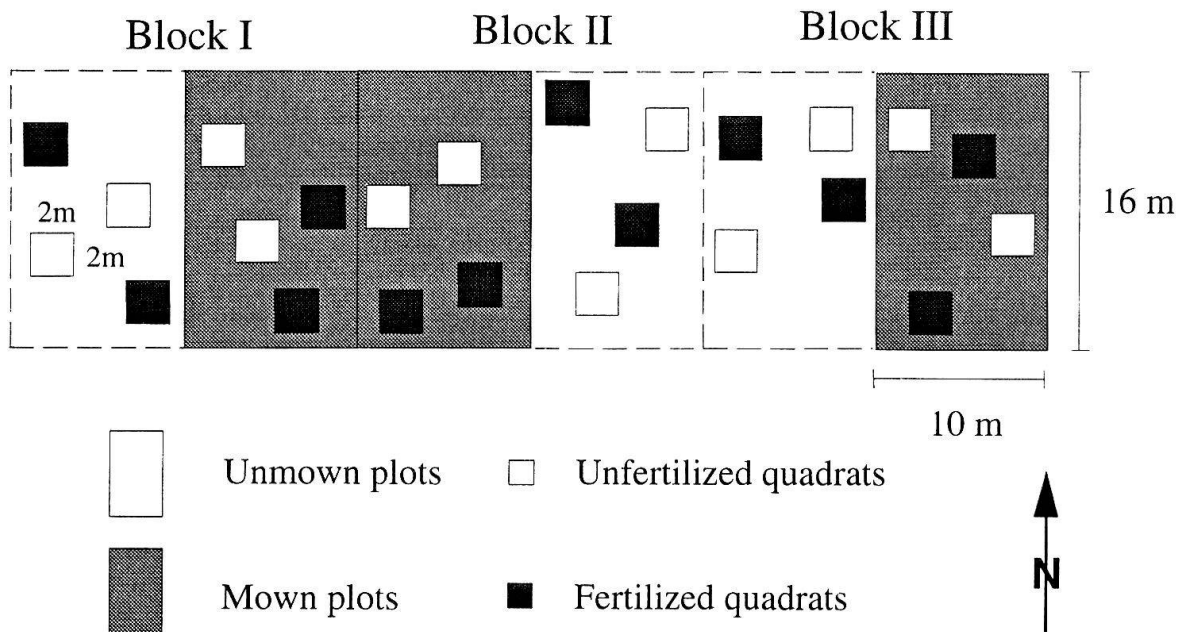 Block I
Block II
Block III
2m
2m
16 m
10 m
Unmown plots
Unfertilized quadrats
Mown plots
Fertilized quadrats
N